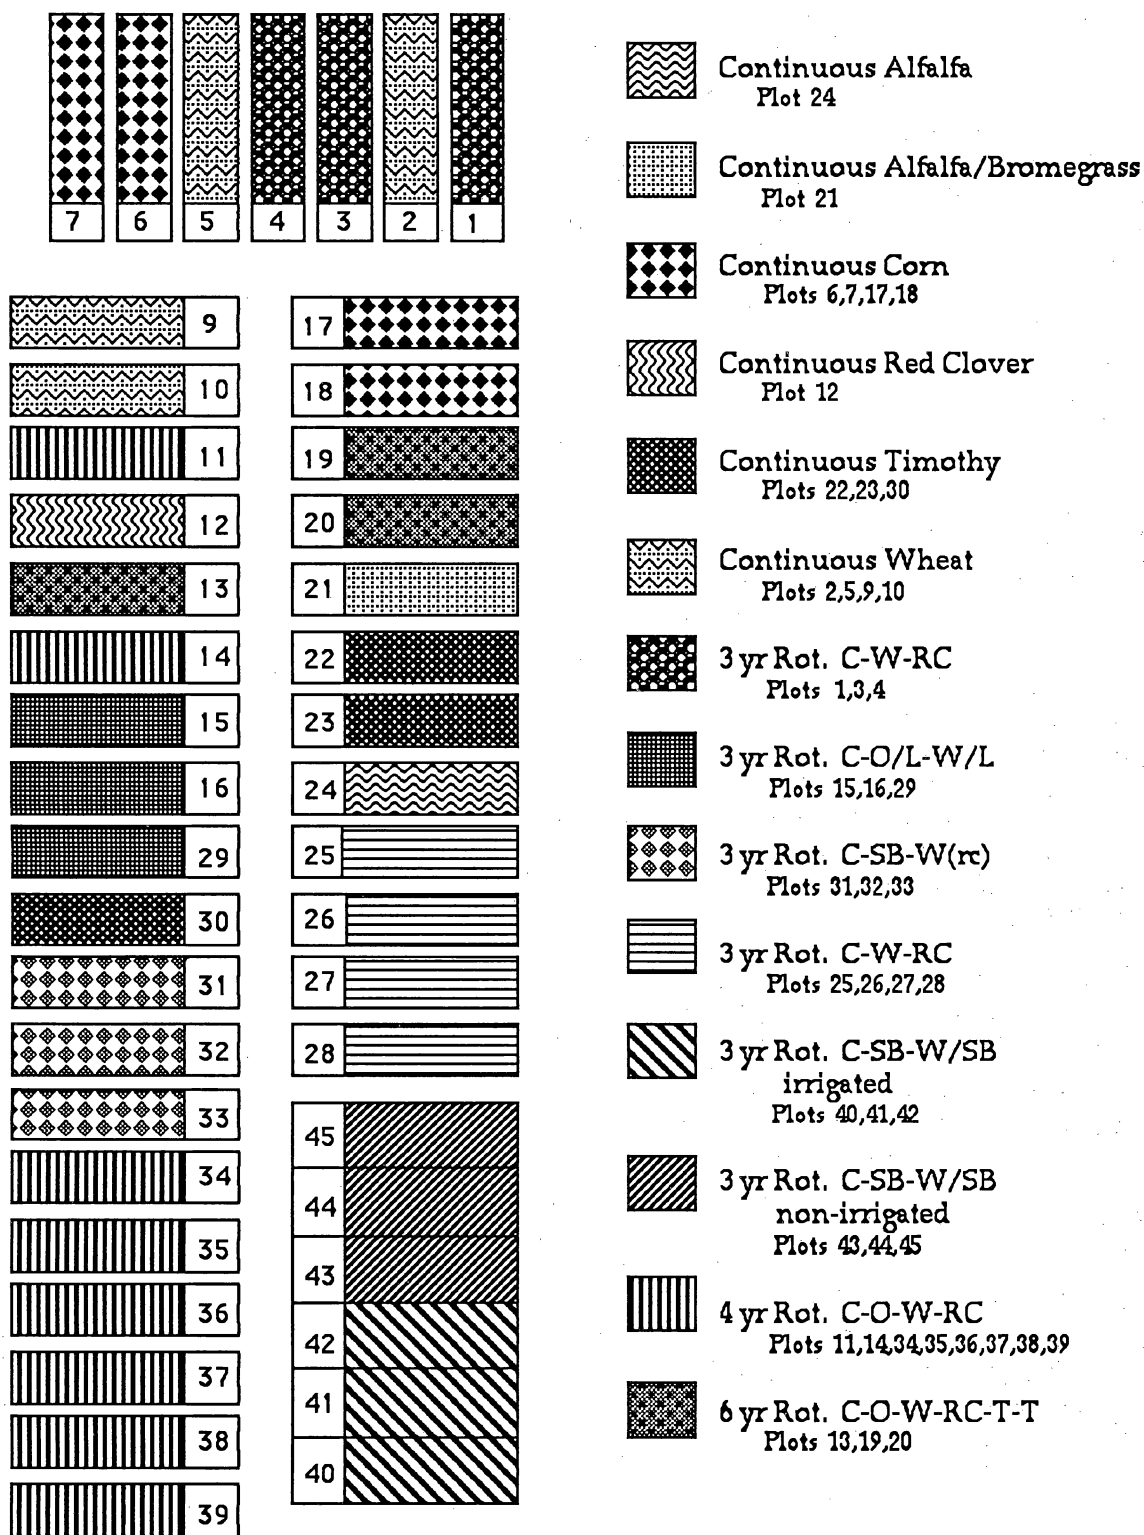 7 6 5 4 3 2 1
9
10
11
12
13
14
15
16
29
30
31
32
33
34
35
36
37
38
39
17
18
19
20
21
22
23
24
25
26
27
28
45
44
43
42
41
40
Continuous Alfalfa
Plot 24
Continuous Alfalfa/Bromegrass
Plot 21
Continuous Corn
Plots 6,7,17,18
Continuous Red Clover
Plot 12
Continuous Timothy
Plots 22,23,30
Continuous Wheat
Plots 2,5,9,10
3 yr Rot. C-W-RC
Plots 1,3,4
3 yr Rot. C-O/L-W/L
Plots 15,16,29
3 yr Rot. C-SB-W(rc)
Plots 31,32,33
3 yr Rot. C-W-RC
Plots 25,26,27,28
3 yr Rot. C-SB-W/SB
irrigated
Plots 40,41,42
3 yr Rot. C-SB-W/SB
non-irrigated
Plots 43,44,45
4 yr Rot. C-O-W-RC
Plots 11,14,34,35,36,37,38,39
6 yr Rot. C-O-W-RC-T-T
Plots 13,19,20